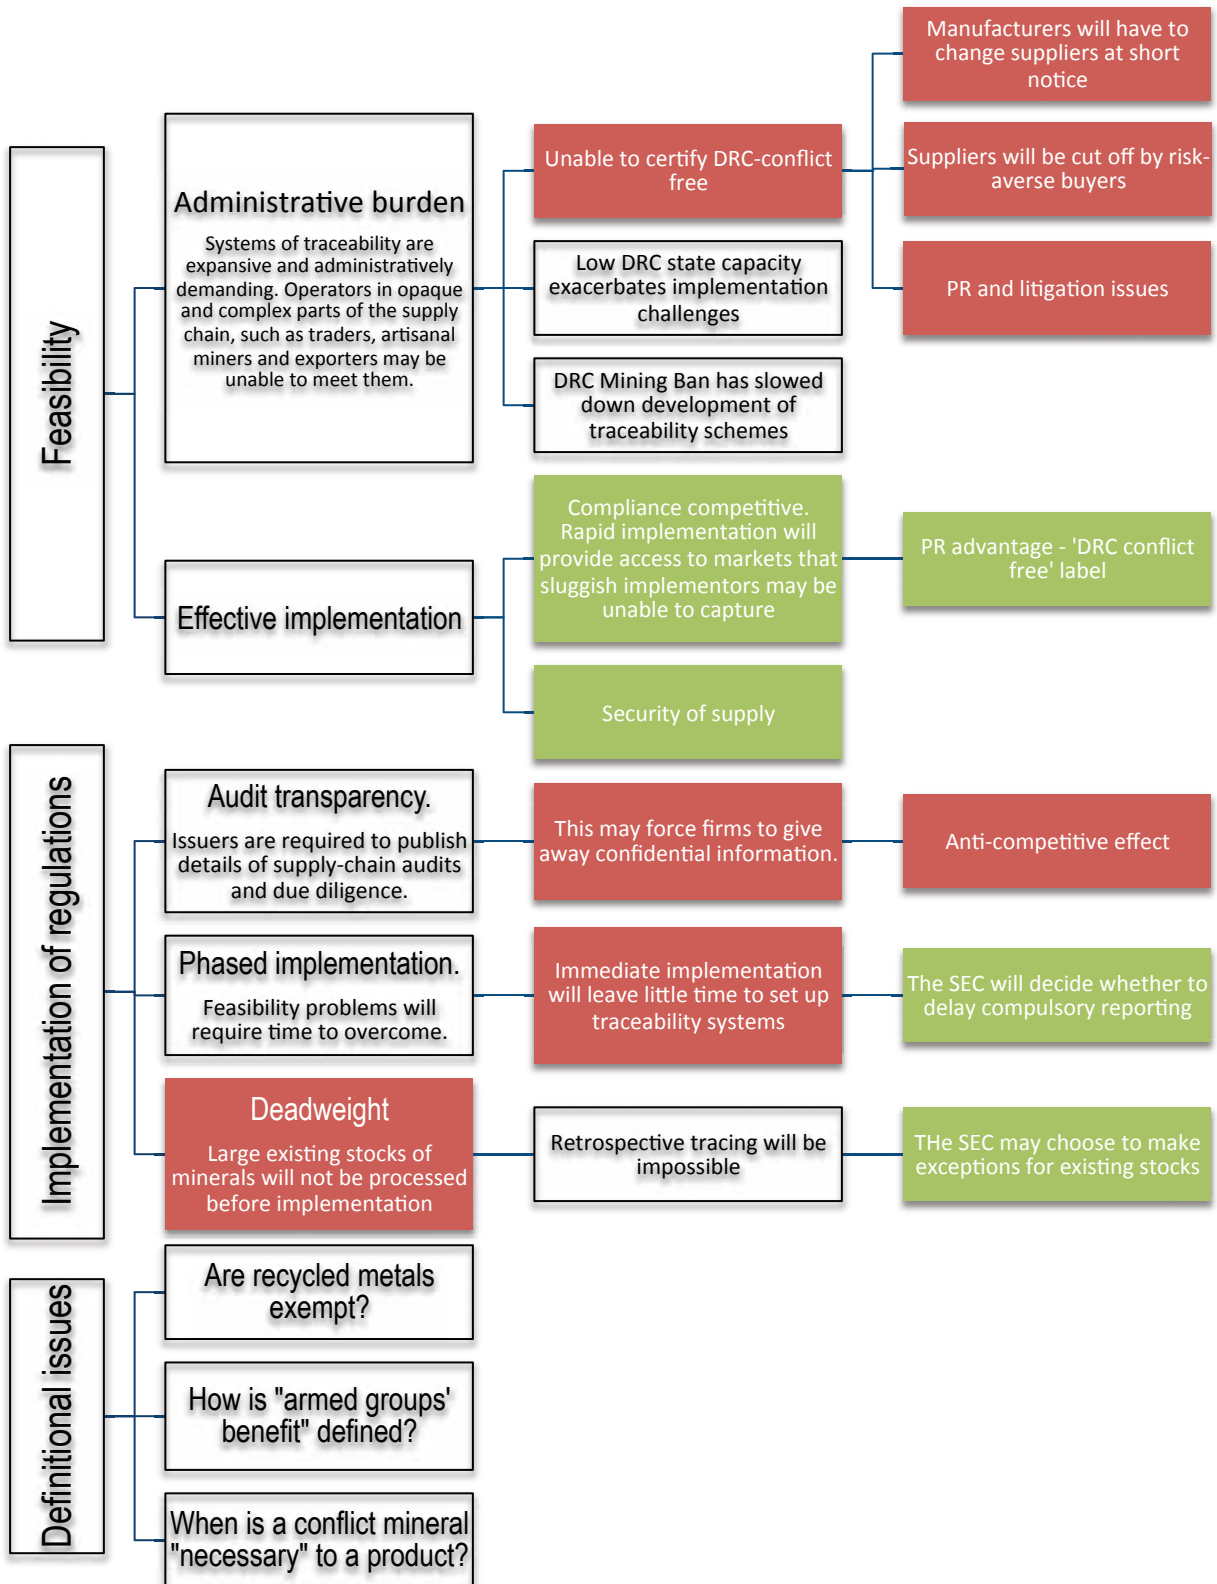 Feasibility
Administrative burden
Systems of traceability are
expansive and administratively
demanding. Operators in opaque
and complex parts of the supply
chain, such as traders, artisanal
miners and exporters may be
unable to meet them.
Unable to certify DRC-conflict
free
Manufacturers will have to
change suppliers at short
notice
Suppliers will be cut off by risk-
averse buyers
PR and litigation issues
Low DRC state capacity
exacerbates implementation
challenges
DRC Mining Ban has slowed
down development of
traceability schemes
Effective implementation
Compliance competitive.
Rapid implementation will
provide access to markets that
sluggish implementors may be
unable to capture
PR advantage - 'DRC conflict
free' label
Security of supply
Implementation of regulations
Audit transparency.
Issuers are required to publish
details of supply-chain audits
and due diligence.
This may force firms to give
away confidential information.
Anti-competitive effect
Phased implementation.
Feasibility problems will
require time to overcome.
Immediate implementation
will leave little time to set up
traceability systems
The SEC will decide whether to
delay compulsory reporting
Deadweight
Large existing stocks of
minerals will not be processed
before implementation
Retrospective tracing will be
impossible
THe SEC may choose to make
exceptions for existing stocks
Definitional issues
Are recycled metals
exempt?
How is "armed groups'
benefit" defined?
When is a conflict mineral
"necessary" to a product?